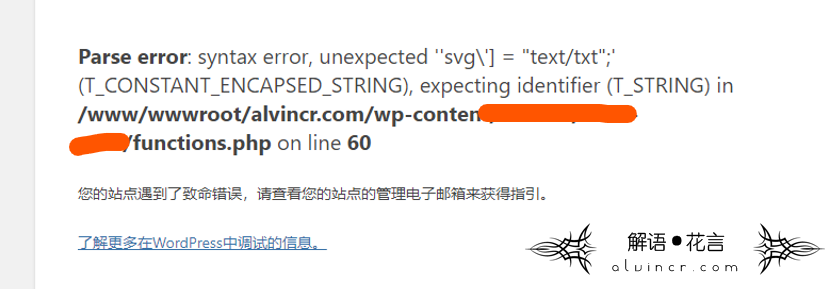 Parse error: syntax error, unexpected ''svg\'] = "text/txt";'
(T_CONSTANT_ENCAPSED_STRING), expecting identifier (T_STRING) in
/www/wwwroot/alvincr.com/wp-conten
/functions.php on line 60
您的站点遇到了致命错误，请查看您的站点的管理电子邮箱来获得指引。
了解更多在WordPress中调试的信息。
解语•花言
alvincr.com